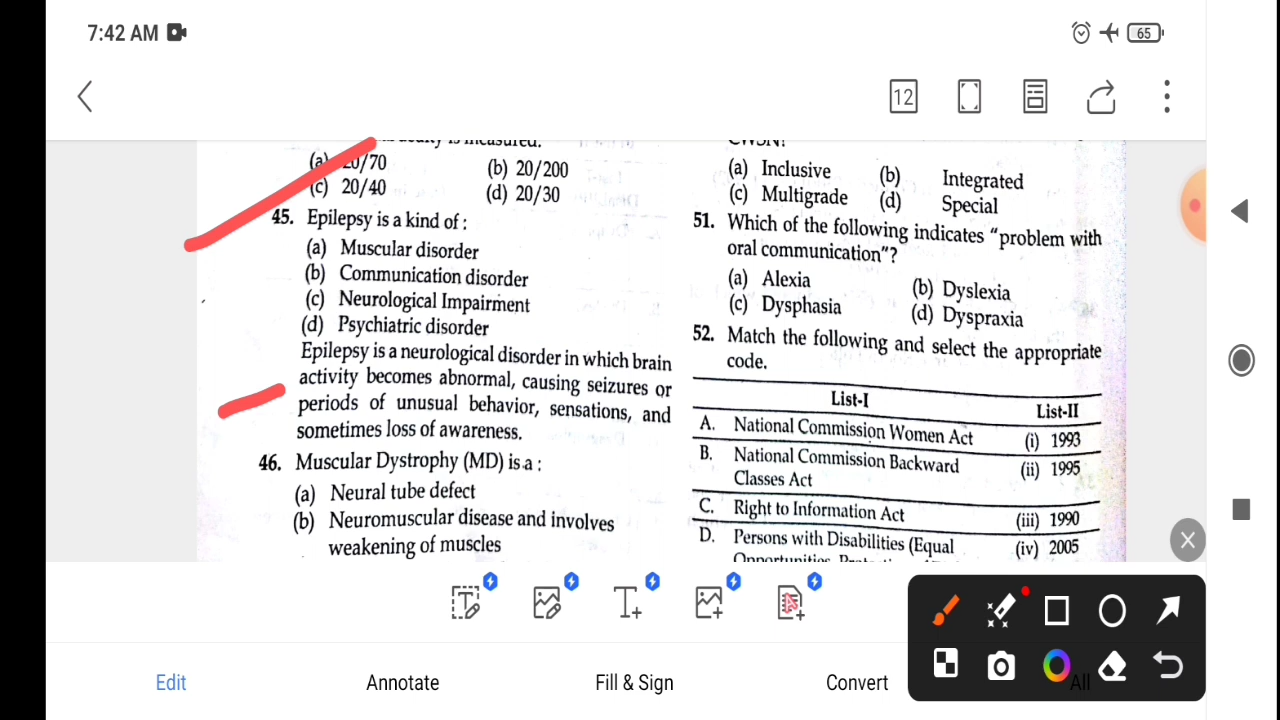 7:42 AM
65
12
is measured.
(a) 20/70 (b) 20/200
(c) 20/40 (d) 20/30
45. Epilepsy is a kind of :
(a) Muscular disorder
(b) Communication disorder
(c) Neurological Impairment
(d) Psychiatric disorder
Epilepsy is a neurological disorder in which brain
activity becomes abnormal, causing seizures or
periods of unusual behavior, sensations, and
sometimes loss of awareness.
46. Muscular Dystrophy (MD) is a :
(a) Neural tube defect
(b) Neuromuscular disease and involves
weakening of muscles
CWSN?
(a) Inclusive (b) Integrated
(c) Multigrade (d) Special
51. Which of the following indicates "problem with
oral communication"?
(a) Alexia (b) Dyslexia
(c) Dysphasia (d) Dyspraxia
52. Match the following and select the appropriate
code.
List-I List-II
A. National Commission Women Act (i) 1993
B. National Commission Backward (ii) 1995
Classes Act
C. Right to Information Act (iii) 1990
D. Persons with Disabilities (Equal (iv) 2005
Edit Annotate Fill & Sign Convert All